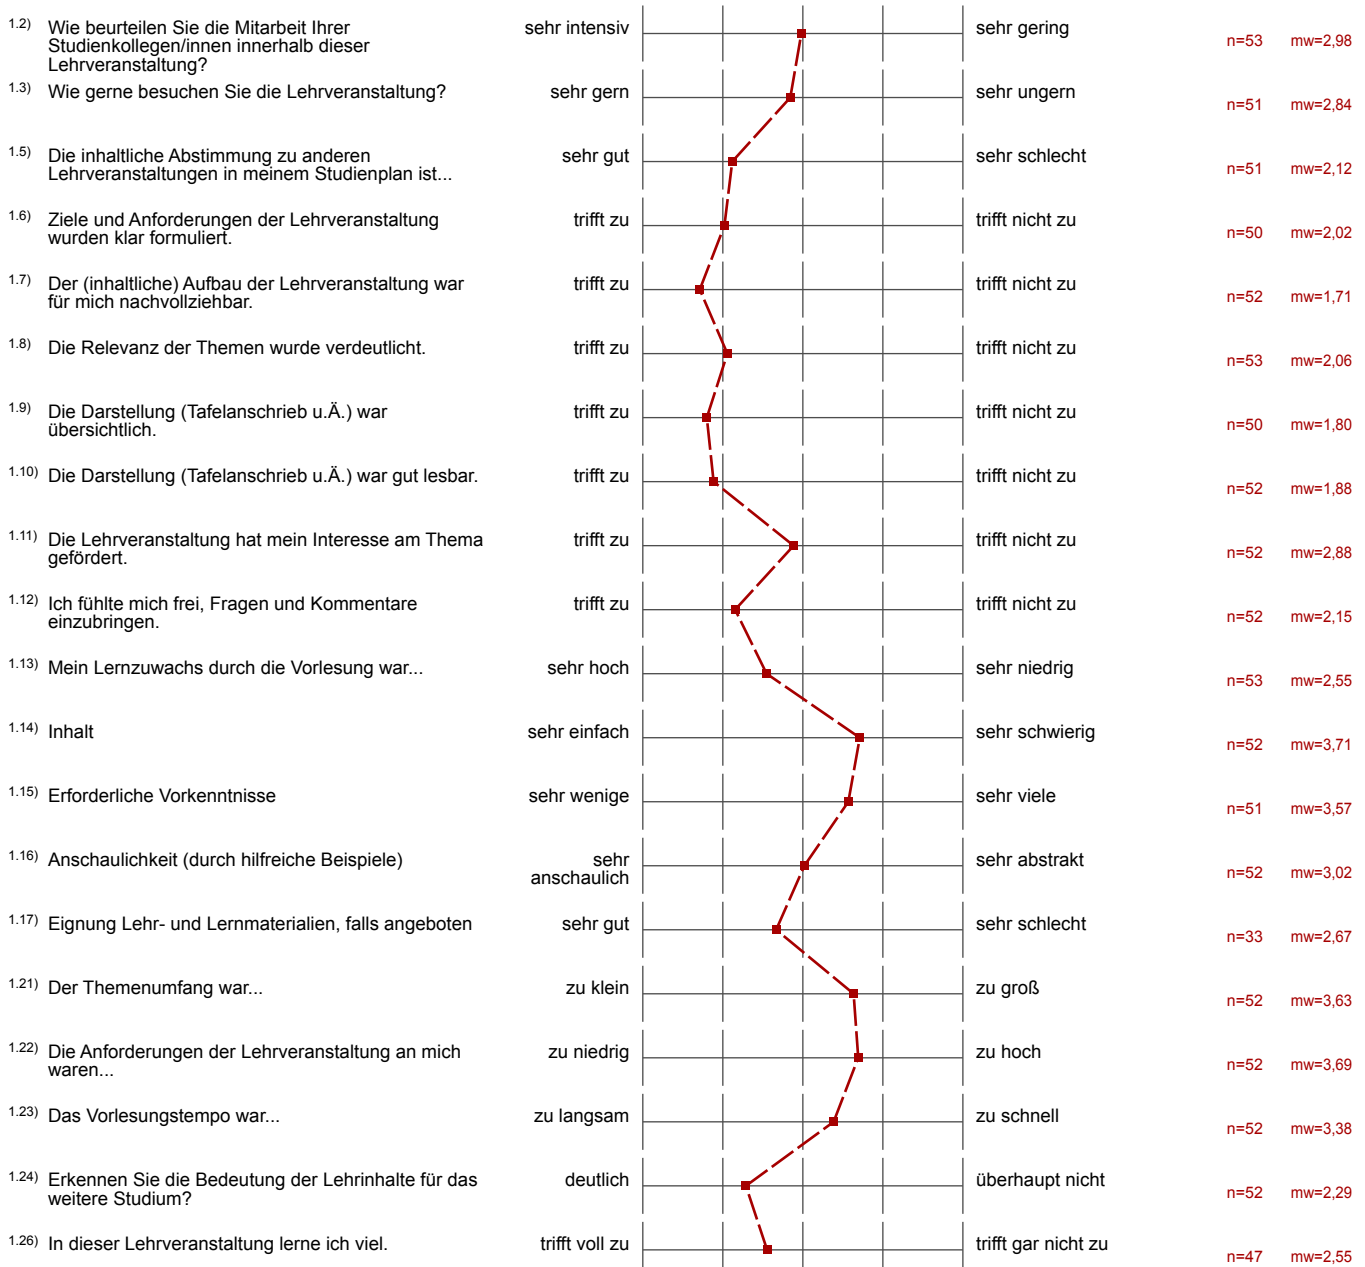 1.2) Wie beurteilen Sie die Mitarbeit Ihrer
Studienkollegen/innen innerhalb dieser
Lehrveranstaltung?
sehr intensiv
sehr gering
n=53 mw=2,98
1.3) Wie gerne besuchen Sie die Lehrveranstaltung?
sehr gern
sehr ungern
n=51 mw=2,84
1.5) Die inhaltliche Abstimmung zu anderen
Lehrveranstaltungen in meinem Studienplan ist...
sehr gut
sehr schlecht
n=51 mw=2,12
1.6) Ziele und Anforderungen der Lehrveranstaltung
wurden klar formuliert.
trifft zu
trifft nicht zu
n=50 mw=2,02
1.7) Der (inhaltliche) Aufbau der Lehrveranstaltung war
für mich nachvollziehbar.
trifft zu
trifft nicht zu
n=52 mw=1,71
1.8) Die Relevanz der Themen wurde verdeutlicht.
trifft zu
trifft nicht zu
n=53 mw=2,06
1.9) Die Darstellung (Tafelanschrieb u.Ä.) war
übersichtlich.
trifft zu
trifft nicht zu
n=50 mw=1,80
1.10) Die Darstellung (Tafelanschrieb u.Ä.) war gut lesbar.
trifft zu
trifft nicht zu
n=52 mw=1,88
1.11) Die Lehrveranstaltung hat mein Interesse am Thema
gefördert.
trifft zu
trifft nicht zu
n=52 mw=2,88
1.12) Ich fühlte mich frei, Fragen und Kommentare
einzubringen.
trifft zu
trifft nicht zu
n=52 mw=2,15
1.13) Mein Lernzuwachs durch die Vorlesung war...
sehr hoch
sehr niedrig
n=53 mw=2,55
1.14) Inhalt
sehr einfach
sehr schwierig
n=52 mw=3,71
1.15) Erforderliche Vorkenntnisse
sehr wenige
sehr viele
n=51 mw=3,57
1.16) Anschaulichkeit (durch hilfreiche Beispiele)
sehr
anschaulich
sehr abstrakt
n=52 mw=3,02
1.17) Eignung Lehr- und Lernmaterialien, falls angeboten
sehr gut
sehr schlecht
n=33 mw=2,67
1.21) Der Themenumfang war...
zu klein
zu groß
n=52 mw=3,63
1.22) Die Anforderungen der Lehrveranstaltung an mich
waren...
zu niedrig
zu hoch
n=52 mw=3,69
1.23) Das Vorlesungstempo war...
zu langsam
zu schnell
n=52 mw=3,38
1.24) Erkennen Sie die Bedeutung der Lehrinhalte für das
weitere Studium?
deutlich
überhaupt nicht
n=52 mw=2,29
1.26) In dieser Lehrveranstaltung lerne ich viel.
trifft voll zu
trifft gar nicht zu
n=47 mw=2,55